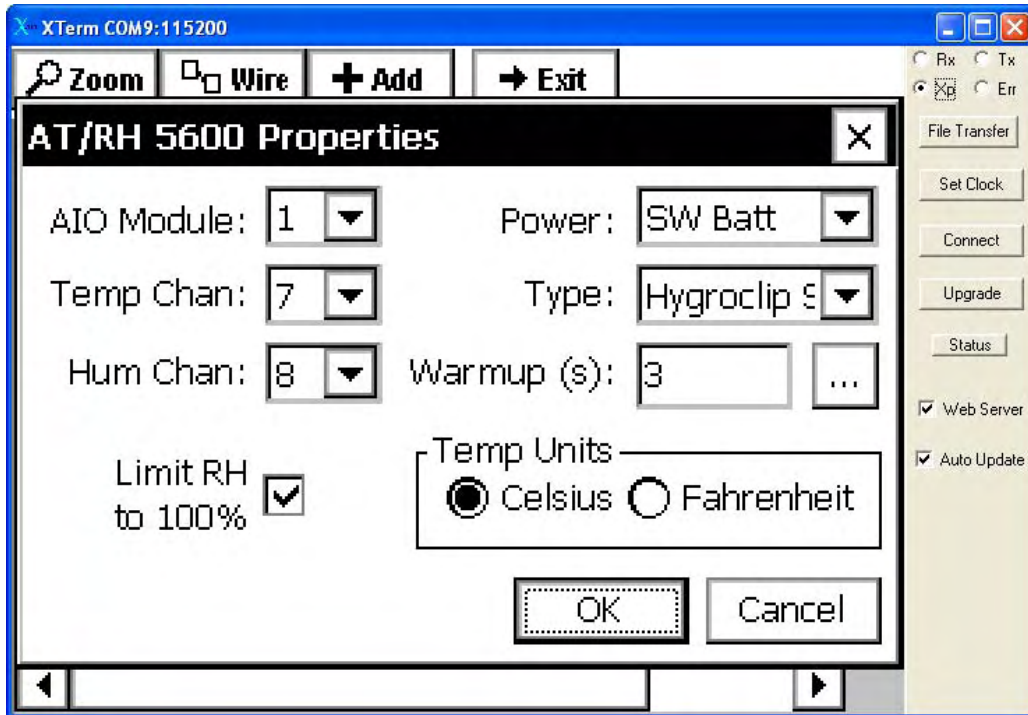 XTerm COM9:115200
Zoom Wire Add Exit
Rx Tx
Xp Err
File Transfer
Set Clock
Connect
Upgrade
Status
Web Server
Auto Update
AT/RH 5600 Properties
AIO Module: 1 Power: SW Batt
Temp Chan: 7 Type: Hygroclip S
Hum Chan: 8 Warmup (s): 3 ...
Limit RH
to 100%
Temp Units
Celsius Fahrenheit
OK Cancel